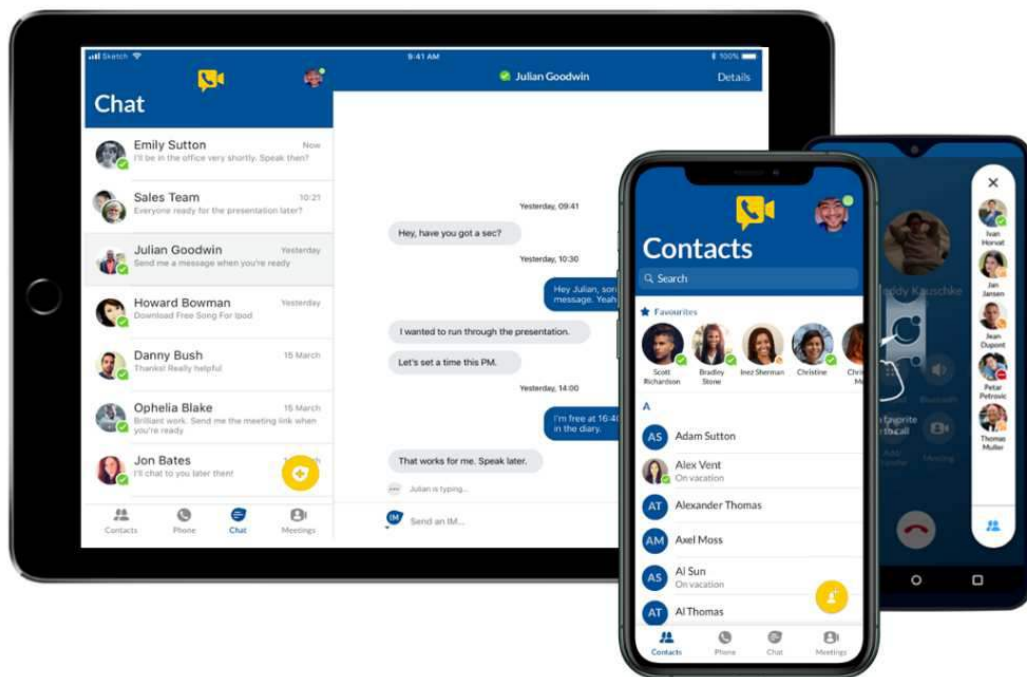 Sketch
9:41 AM
100%
Chat
Julian Goodwin
Details
Emily Sutton
Now
I'll be in the office very shortly. Speak then?
Sales Team
10:21
Everyone ready for the presentation later?
Julian Goodwin
Yesterday
Send me a message when you're ready
Howard Bowman
Yesterday
Download Free Song For Ipod
Danny Bush
15 March
Thanks! Really helpful
Ophelia Blake
15 March
Brilliant work. Send me the meeting link when
you're ready
Jon Bates
I'll chat to you later then!
Contacts
Phone
Chat
Meetings
Yesterday, 09:41
Hey, have you got a sec?
Yesterday, 10:30
Hey Julian,
message.
I wanted to run through the presentation.
Let's set a time this PM.
Yesterday, 14:00
I'm free at
in the diary.
That works for me. Speak later.
Julian is typing...
IM
Send an IM...
Contacts
Search
Favourites
Scott
Richardson
Bradley
Stone
Inez Sherman
Christine
A
AS
Adam Sutton
Alex Vent
On vacation
AT
Alexander Thomas
AM
Axel Moss
AS
Al Sun
On vacation
AT
Al Thomas
Contacts
Phone
Chat
Meetings
Kauschke
favorite
to call
Meeting
Ivan
Horvat
Jan
Jansen
Jean
Dupont
Petar
Petrovic
Thomas
Muller